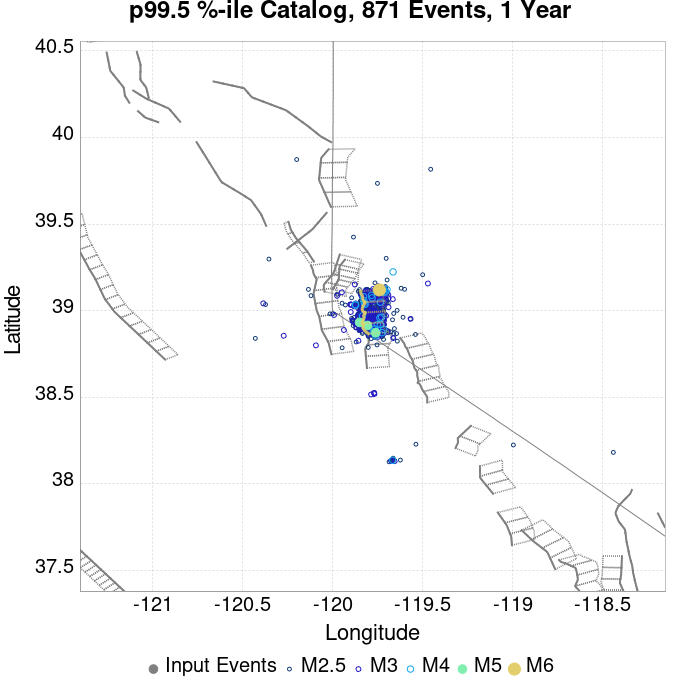 p99.5 %-ile Catalog, 871 Events, 1 Year
40.5
40
39.5
39
38.5
38
37.5
Latitude
-121 -120.5 -120 -119.5 -119 -118.5
Longitude
Input Events M2.5 M3 M4 M5 M6